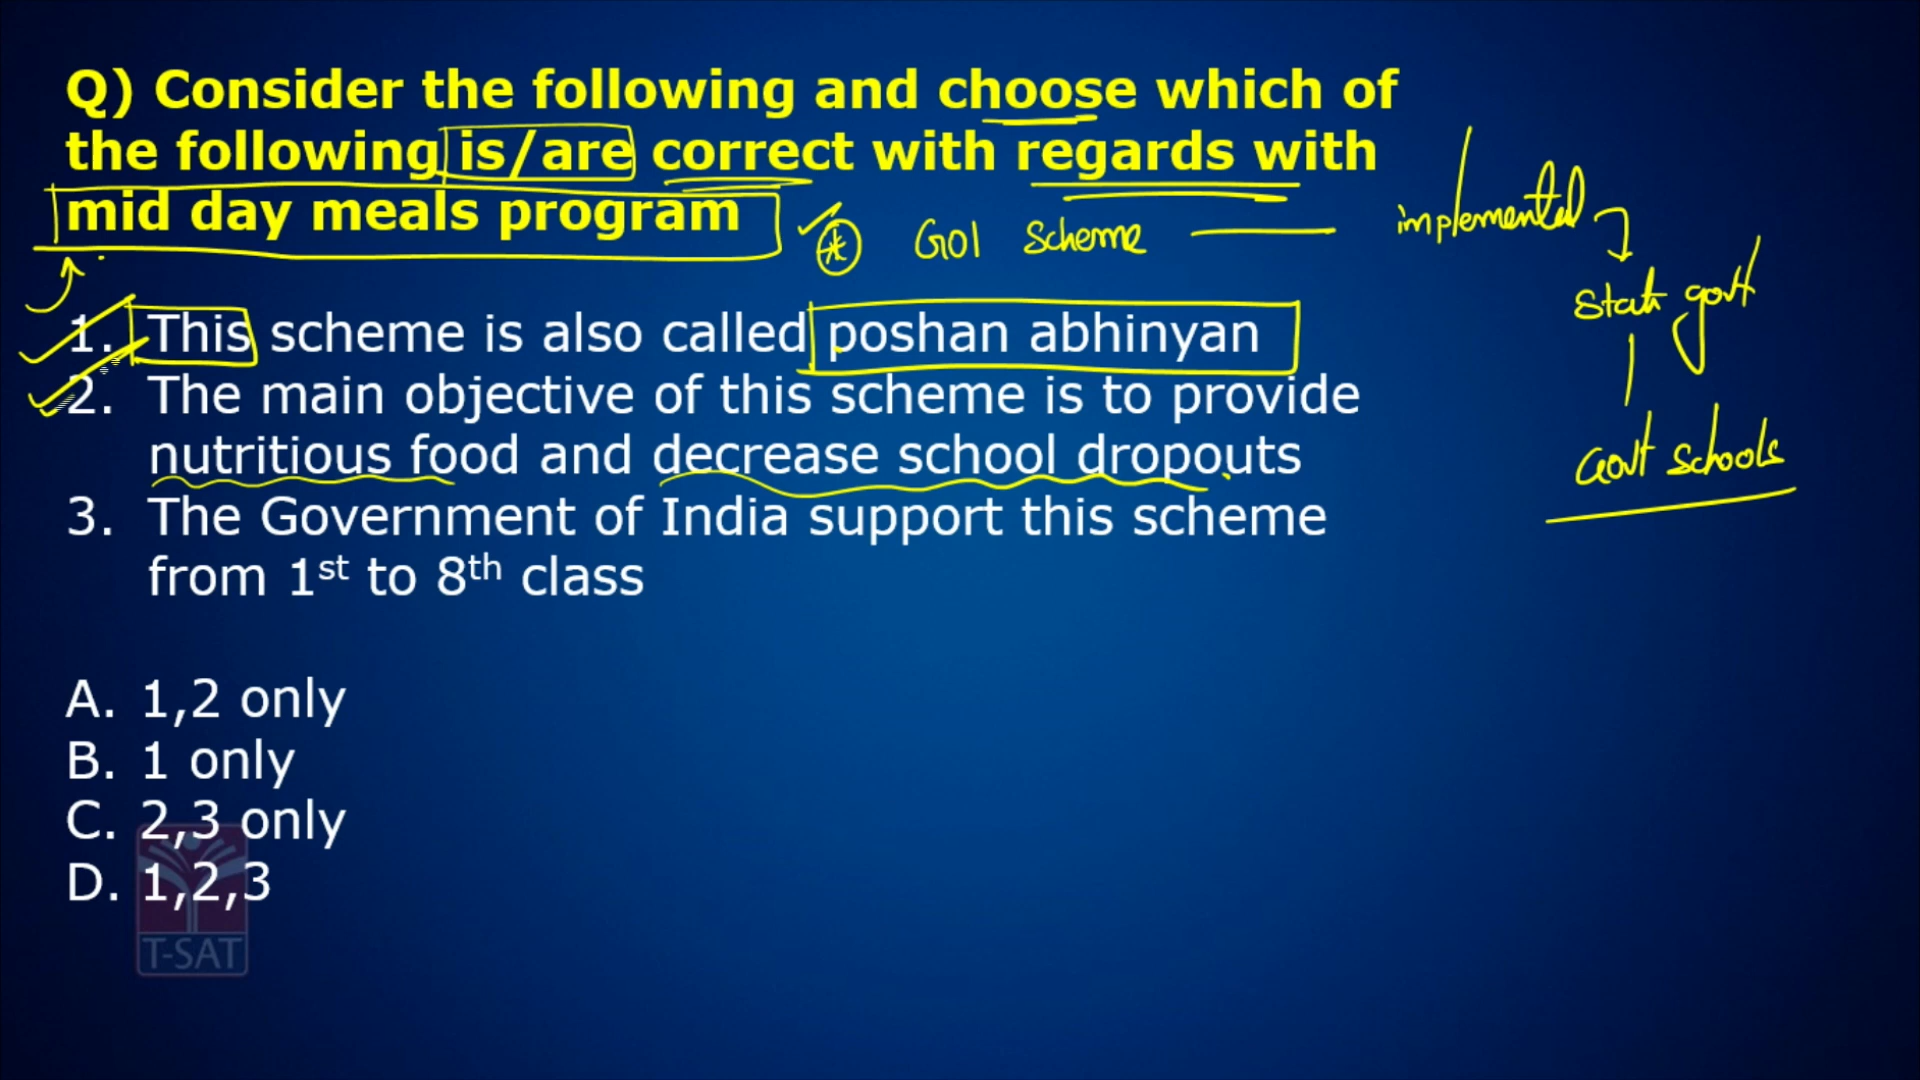 Q) Consider the following and choose which of
the following is/are correct with regards with
mid day meals program
* GOI Scheme implemented
State govt
Govt schools
1. This scheme is also called poshan abhinyan
2. The main objective of this scheme is to provide
nutritious food and decrease school dropouts
3. The Government of India support this scheme
from 1st to 8th class
A. 1,2 only
B. 1 only
C. 2,3 only
D. 1,2,3
T-SAT